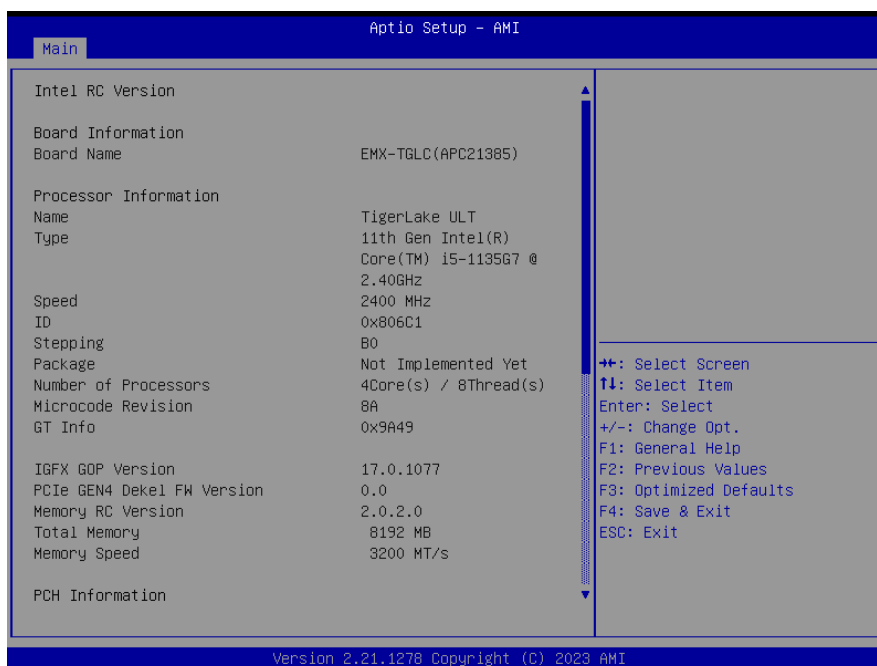 Aptio Setup - AMI
Main
Intel RC Version
Board Information
Board Name EMX-TGLC(APC21385)
Processor Information
Name TigerLake ULT
Type 11th Gen Intel(R)
Core(TM) i5-1135G7 @
2.40GHz
Speed 2400 MHz
ID 0x806C1
Stepping B0
Package Not Implemented Yet
Number of Processors 4Core(s) / 8Thread(s)
Microcode Revision 8A
GT Info 0x9A49
IGFX GOP Version 17.0.1077
PCIe GEN4 Dekel FW Version 0.0
Memory RC Version 2.0.2.0
Total Memory 8192 MB
Memory Speed 3200 MT/s
PCH Information
→←: Select Screen
↑↓: Select Item
Enter: Select
+/-: Change Opt.
F1: General Help
F2: Previous Values
F3: Optimized Defaults
F4: Save & Exit
ESC: Exit
Version 2.21.1278 Copyright (C) 2023 AMI